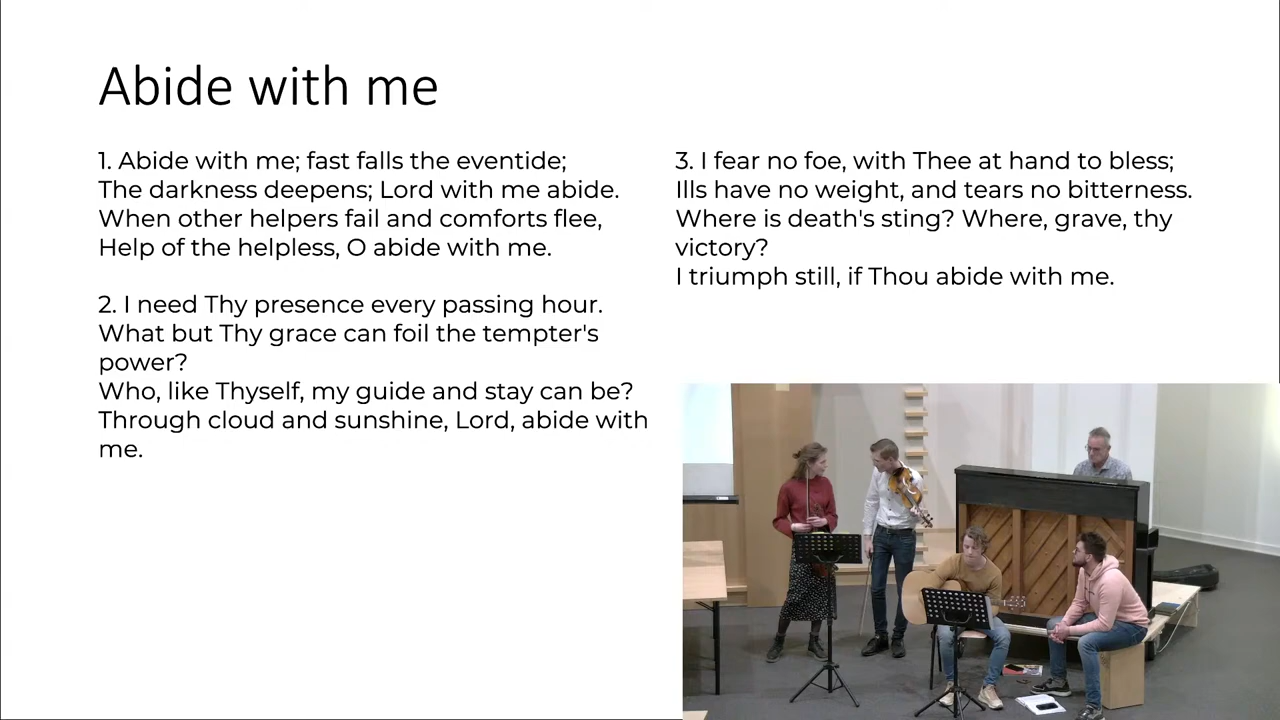 Abide with me
1. Abide with me; fast falls the eventide;
The darkness deepens; Lord with me abide.
When other helpers fail and comforts flee,
Help of the helpless, O abide with me.
2. I need Thy presence every passing hour.
What but Thy grace can foil the tempter's
power?
Who, like Thyself, my guide and stay can be?
Through cloud and sunshine, Lord, abide with
me.
3. I fear no foe, with Thee at hand to bless;
Ills have no weight, and tears no bitterness.
Where is death's sting? Where, grave, thy
victory?
I triumph still, if Thou abide with me.